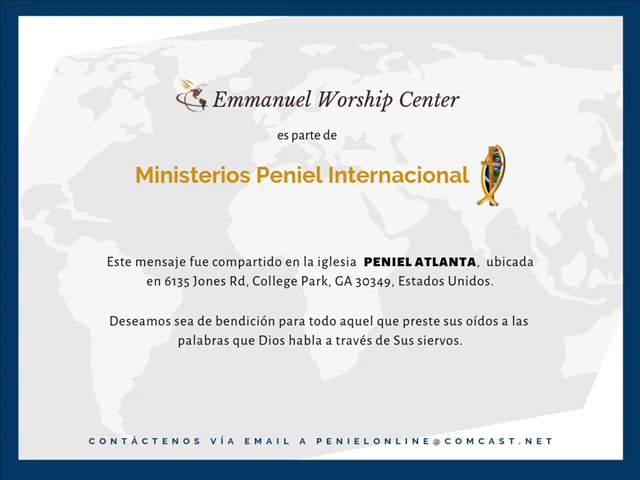 Emmanuel Worship Center
es parte de
Ministerios Peniel Internacional
Este mensaje fue compartido en la iglesia PENIEL ATLANTA, ubicada
en 6135 Jones Rd, College Park, GA 30349, Estados Unidos.
Deseamos sea de bendición para todo aquel que preste sus oídos a las
palabras que Dios habla a través de Sus siervos.
CONTÁCTENOS VÍA EMAIL A PENIELONLINE@COMCAST.NET